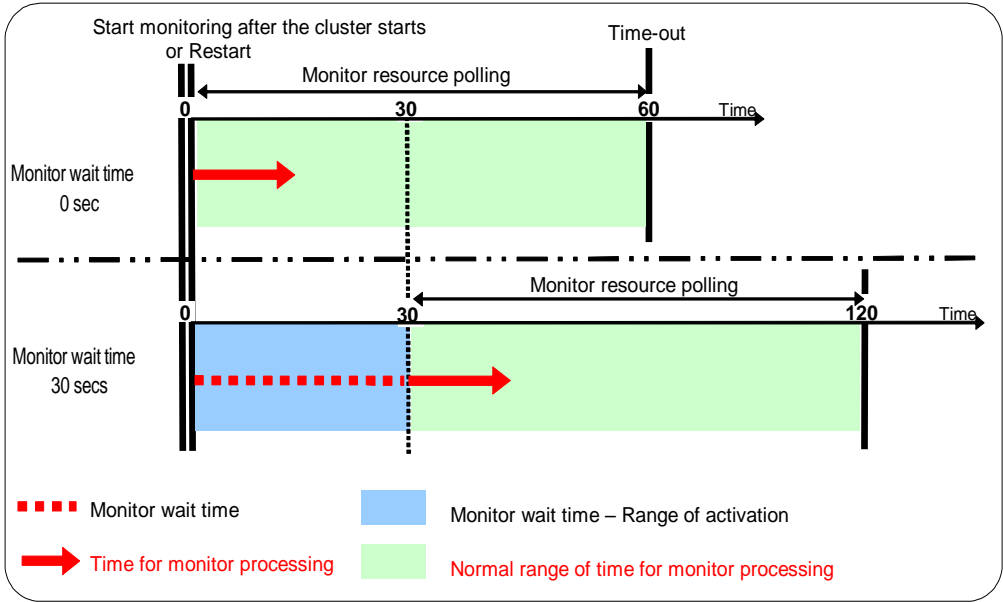 Start monitoring after the cluster starts
or Restart
Time-out
Monitor resource polling
0
30
60
Time
Monitor wait time
0 sec
Monitor resource polling
0
30
120
Time
Monitor wait time
30 secs
Monitor wait time
Monitor wait time – Range of activation
Time for monitor processing
Normal range of time for monitor processing